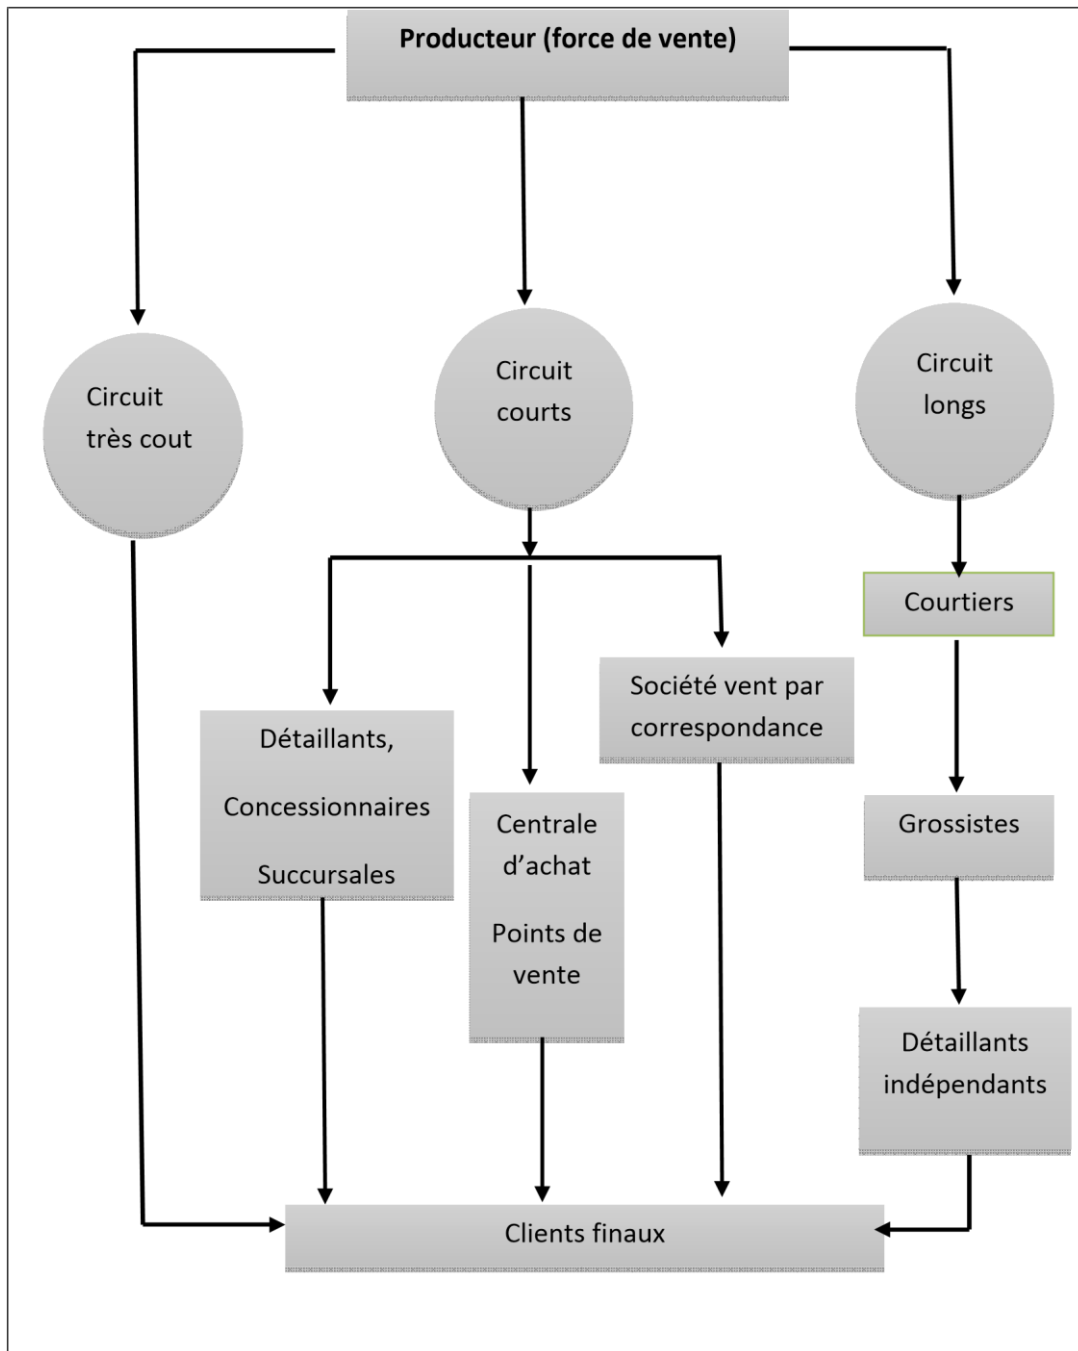 Producteur (force de vente)
Circuit
très cout
Circuit
courts
Circuit
longs
Courtiers
Société vent par
correspondance
Détaillants,
Concessionnaires
Succursales
Centrale
d’achat
Points de
vente
Grossistes
Détaillants
indépendants
Clients finaux